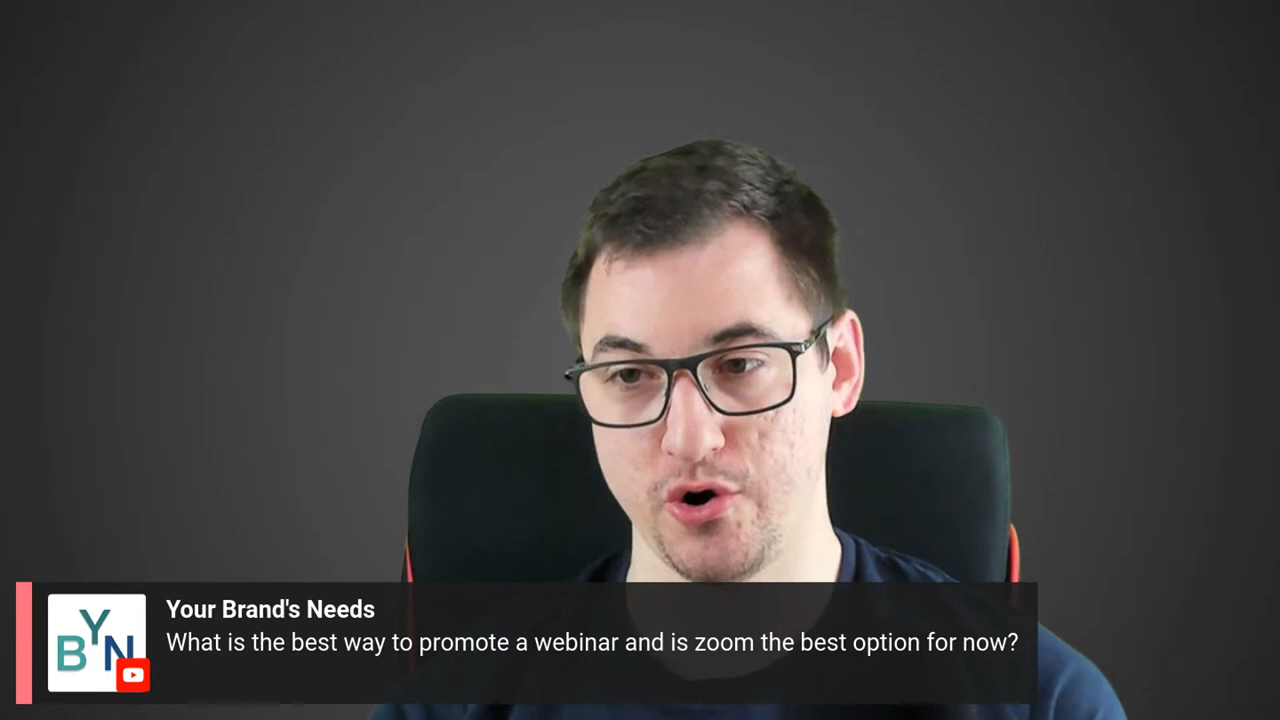 BYN
Your Brand's Needs
What is the best way to promote a webinar and is zoom the best option for now?